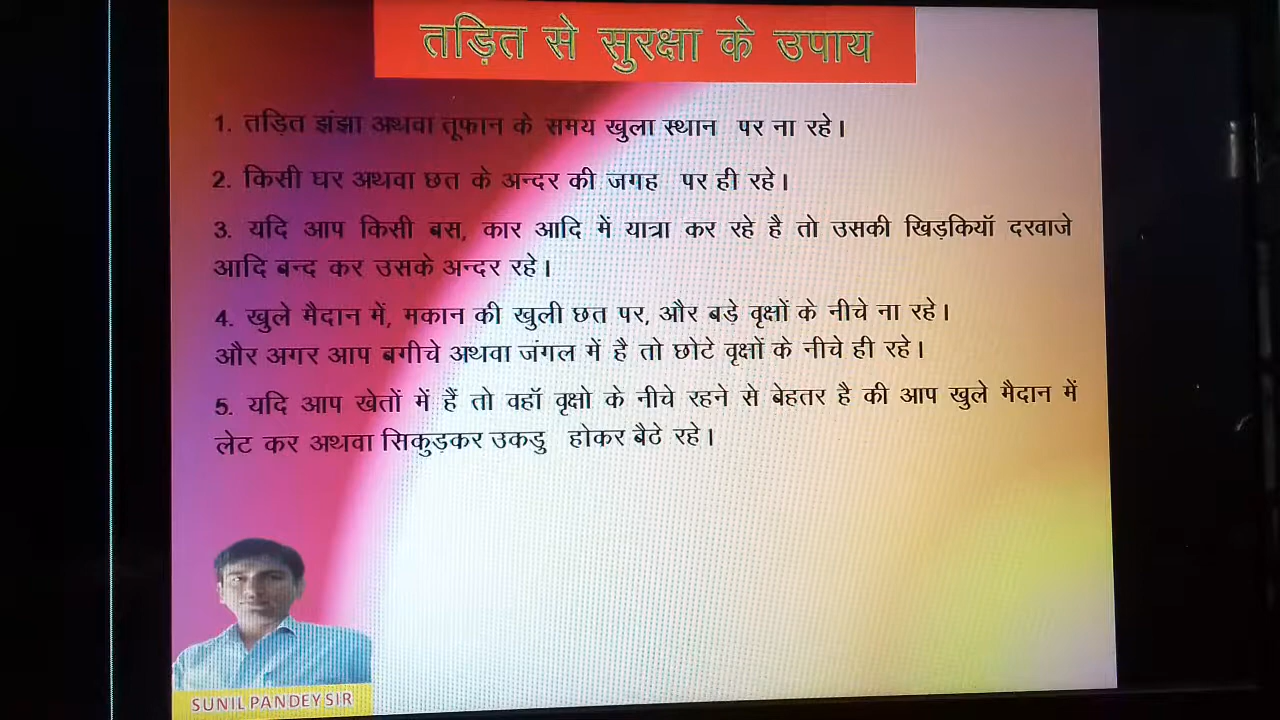 तड़ित से सुरक्षा के उपाय
1. तड़ित झंझा अथवा तूफान के समय खुला स्थान पर ना रहे।
2. किसी घर अथवा छत के अन्दर की जगह पर ही रहे।
3. यदि आप किसी बस, कार आदि में यात्रा कर रहे है तो उसकी खिड़कियॉ दरवाजे
आदि बन्द कर उसके अन्दर रहे।
4. खुले मैदान में, मकान की खुली छत पर, और बड़े वृक्षों के नीचे ना रहे।
और अगर आप बगीचे अथवा जंगल में है तो छोटे वृक्षों के नीचे ही रहे।
5. यदि आप खेतों में हैं तो वहॉ वृक्षो के नीचे रहने से बेहतर है की आप खुले मैदान में
लेट कर अथवा सिकुड़कर उकडु होकर बैठे रहे।
SUNIL PANDEY SIR